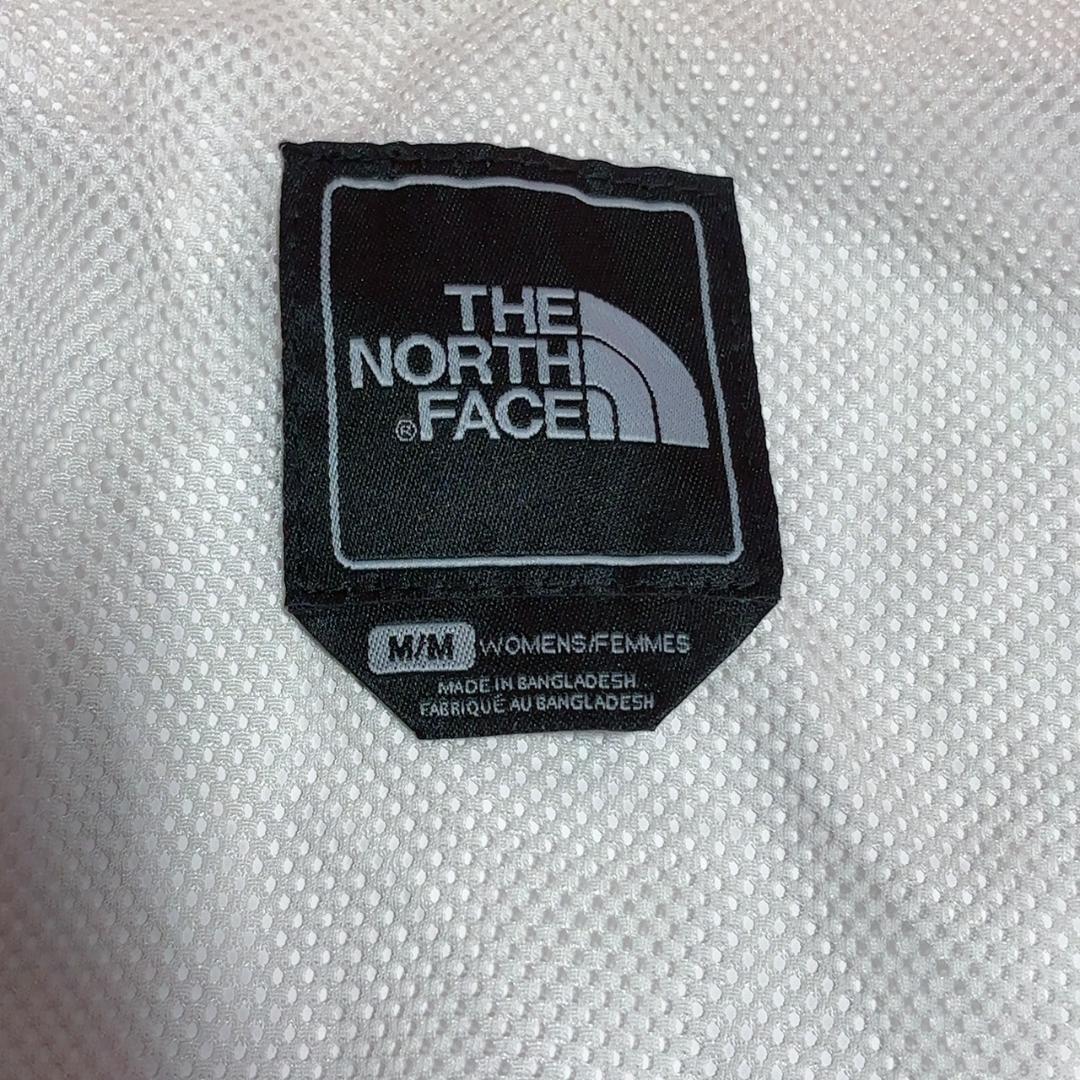 THE
NORTH
®FACE
M/M WOMENS/FEMMES
MADE IN BANGLADESH
FABRIQUÉ AU BANGLADESH